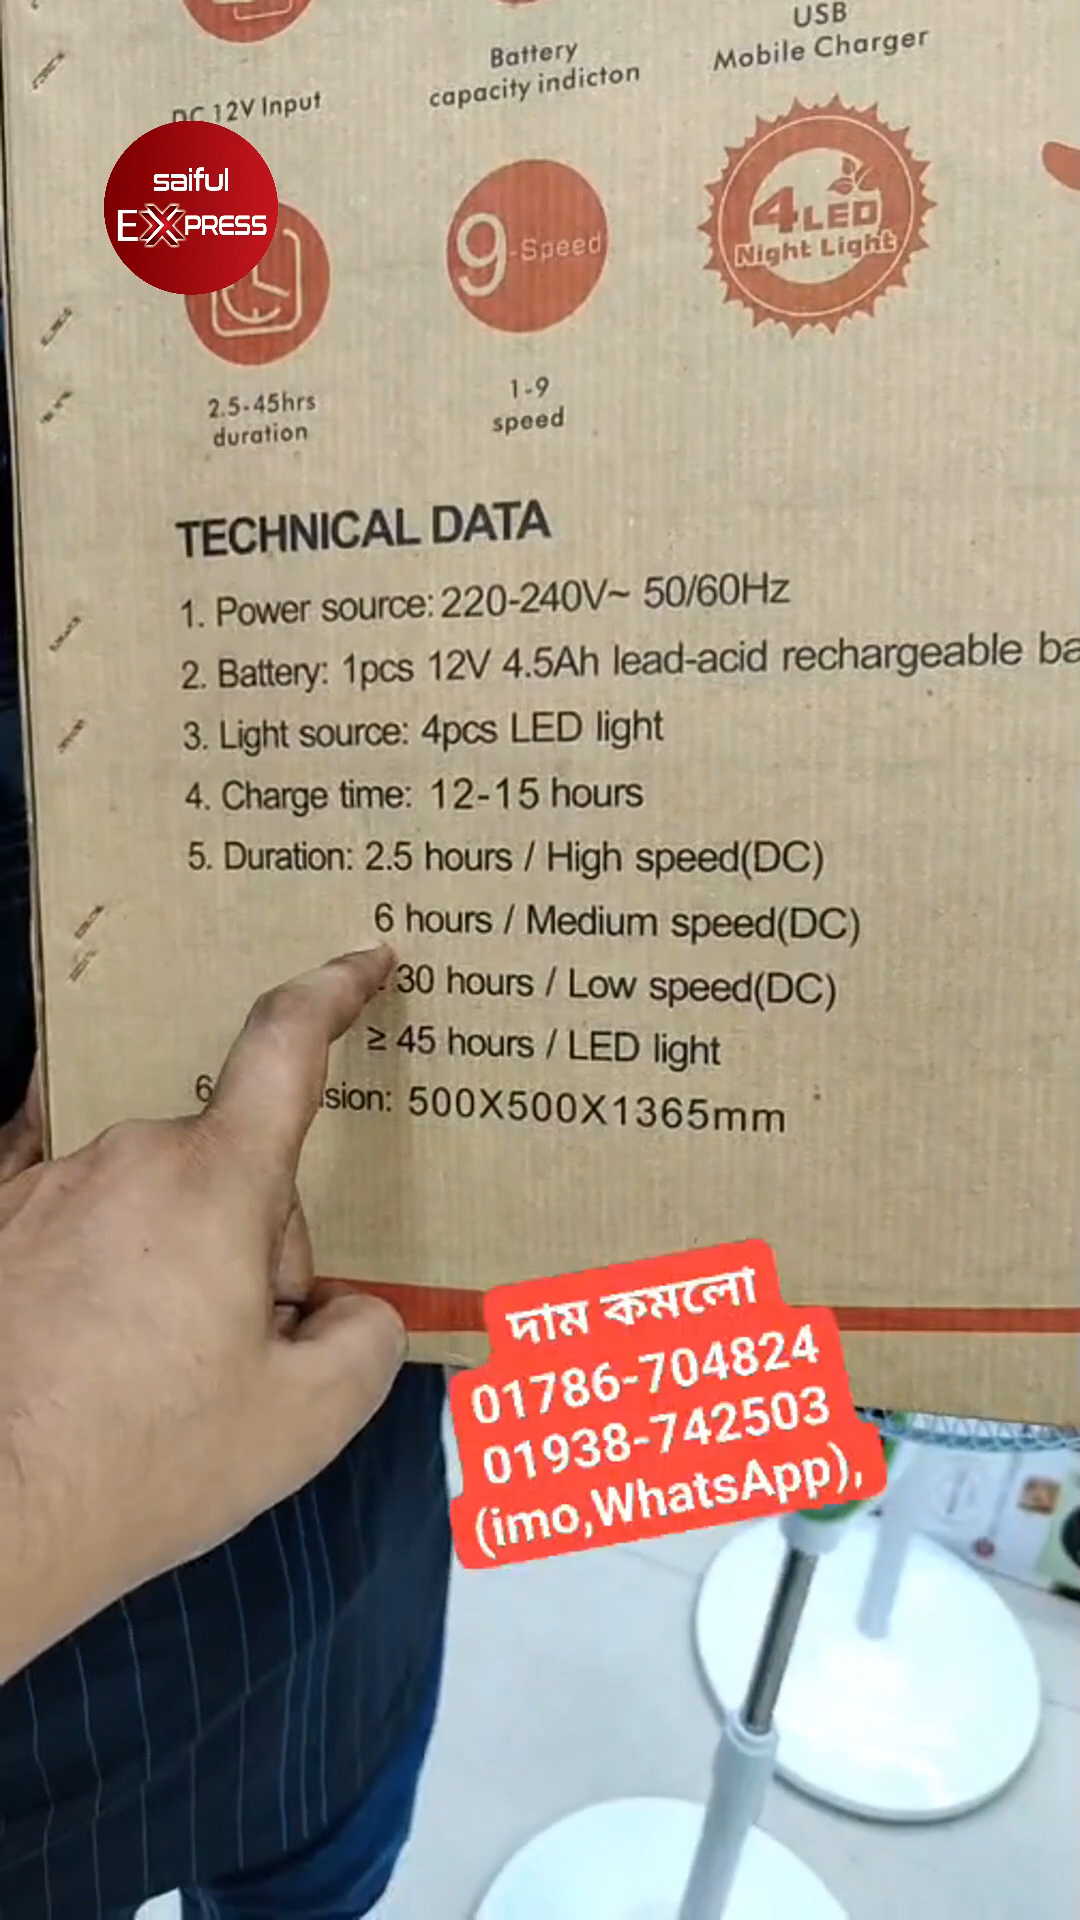 USB
Mobile Charger
Battery
capacity indicton
DC 12V Input
saiful
EXPRESS
9-Speed
4LED
Night Light
2.5-45hrs
duration
1-9
speed
TECHNICAL DATA
1. Power source: 220-240V~ 50/60Hz
2. Battery: 1pcs 12V 4.5Ah lead-acid rechargeable
3. Light source: 4pcs LED light
4. Charge time: 12-15 hours
5. Duration: 2.5 hours / High speed(DC)
6 hours / Medium speed(DC)
30 hours / Low speed(DC)
≥ 45 hours / LED light
6 sion: 500X500X1365mm
দাম কমলো
01786-704824
01938-742503
(imo,WhatsApp),